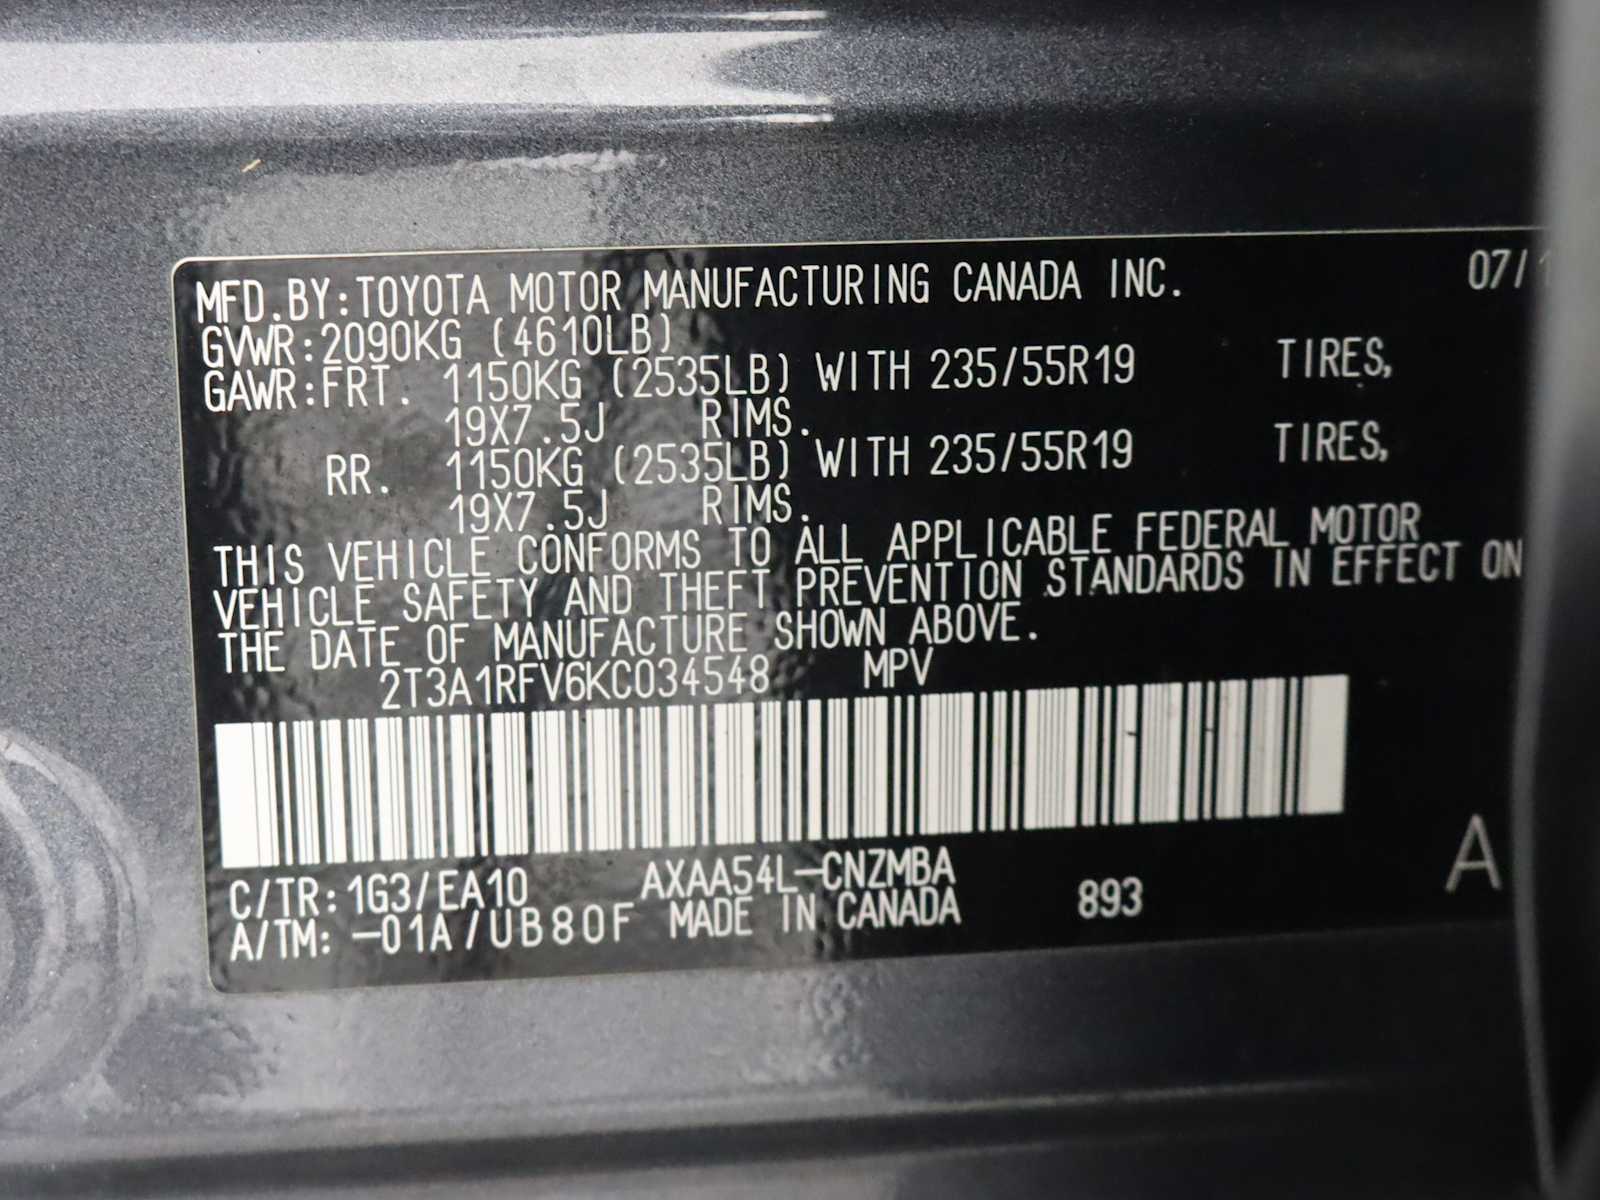 MFD.BY:TOYOTA MOTOR MANUFACTURING CANADA INC. 07/1
GVWR:2090KG (4610LB)
GAWR:FRT. 1150KG (2535LB) WITH 235/55R19 TIRES,
19X7.5J RIMS.
RR. 1150KG (2535LB) WITH 235/55R19 TIRES,
19X7.5J RIMS.
THIS VEHICLE CONFORMS TO ALL APPLICABLE FEDERAL MOTOR
VEHICLE SAFETY AND THEFT PREVENTION STANDARDS IN EFFECT ON
THE DATE OF MANUFACTURE SHOWN ABOVE.
2T3A1RFV6KC034548 MPV
C/TR:1G3/EA10 AXAA54L-CNZMBA 893 A
A/TM:-01A/UB80F MADE IN CANADA